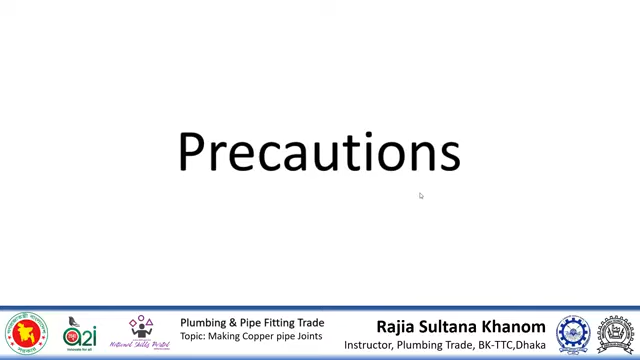 Precautions
a2i
National Skills Portal
Plumbing & Pipe Fitting Trade
Topic: Making Copper pipe Joints
Rajia Sultana Khanom
Instructor, Plumbing Trade, BK-TTC,Dhaka